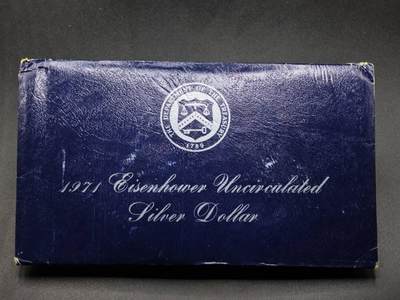 THE DEPARTMENT OF THE TREASURY
1789
1971 Eisenhower Uncirculated
Silver Dollar